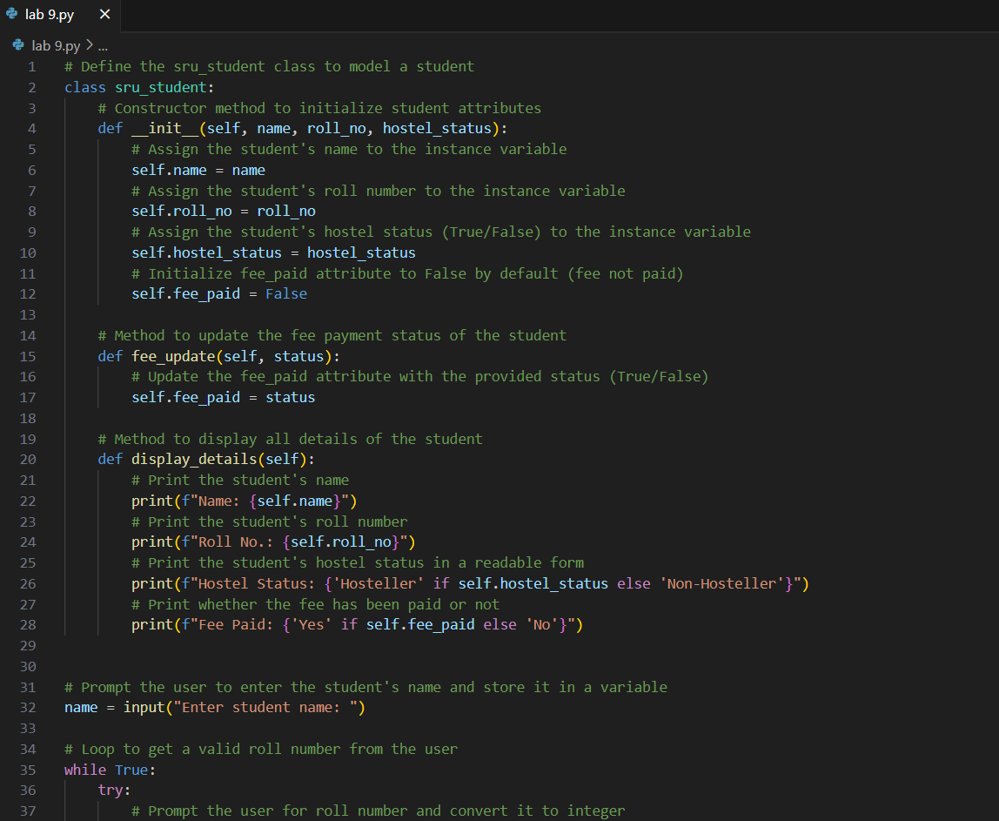 lab 9.py ×
lab 9.py > ...
1 # Define the sru_student class to model a student
2 class sru_student:
3     # Constructor method to initialize student attributes
4     def __init__(self, name, roll_no, hostel_status):
5         # Assign the student's name to the instance variable
6         self.name = name
7         # Assign the student's roll number to the instance variable
8         self.roll_no = roll_no
9         # Assign the student's hostel status (True/False) to the instance variable
10         self.hostel_status = hostel_status
11         # Initialize fee_paid attribute to False by default (fee not paid)
12         self.fee_paid = False
13
14     # Method to update the fee payment status of the student
15     def fee_update(self, status):
16         # Update the fee_paid attribute with the provided status (True/False)
17         self.fee_paid = status
18
19     # Method to display all details of the student
20     def display_details(self):
21         # Print the student's name
22         print(f"Name: {self.name}")
23         # Print the student's roll number
24         print(f"Roll No.: {self.roll_no}")
25         # Print the student's hostel status in a readable form
26         print(f"Hostel Status: {'Hosteller' if self.hostel_status else 'Non-Hosteller'}")
27         # Print whether the fee has been paid or not
28         print(f"Fee Paid: {'Yes' if self.fee_paid else 'No'}")
29
30
31 # Prompt the user to enter the student's name and store it in a variable
32 name = input("Enter student name: ")
33
34 # Loop to get a valid roll number from the user
35 while True:
36     try:
37         # Prompt the user for roll number and convert it to integer